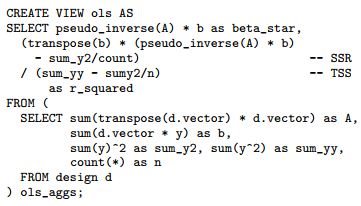 CREATE VIEW ols AS
SELECT pseudo_inverse(A) * b as beta_star,
(transpose(b) * (pseudo_inverse(A) * b)
- sum_y2/count) -- SSR
/ (sum_yy - sumy2/n) -- TSS
as r_squared
FROM (
SELECT sum(transpose(d.vector) * d.vector) as A,
sum(d.vector * y) as b,
sum(y)^2 as sum_y2, sum(y^2) as sum_yy,
count(*) as n
FROM design d
) ols_aggs;